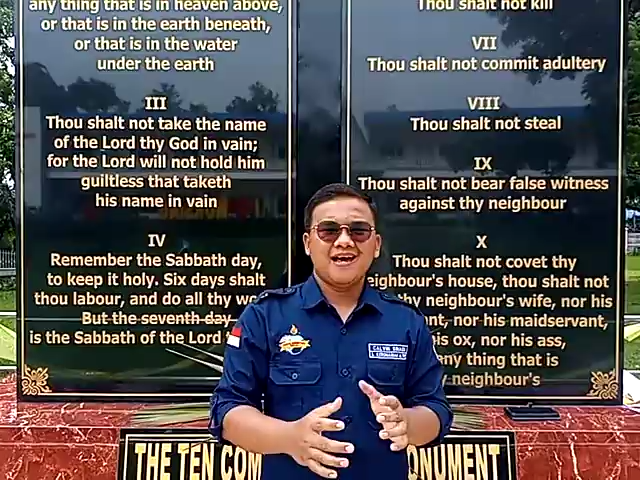 any thing that is in heaven above,
or that is in the earth beneath,
or that is in the water
under the earth
III
Thou shalt not take the name
of the Lord thy God in vain;
for the Lord will not hold him
guiltless that taketh
his name in vain
IV
Remember the Sabbath day,
to keep it holy. Six days shalt
thou labour, and do all thy
But the seventh day
is the Sabbath of the Lord
Thou shalt not kill
VII
Thou shalt not commit adultery
VIII
Thou shalt not steal
IX
Thou shalt not bear false witness
against thy neighbour
X
Thou shalt not covet thy
eighbour's house, thou shalt not
thy neighbour's wife, nor his
nt, nor his maidservant,
is ox, nor his ass,
any thing that is
y neighbour's
THE TEN COM
ONUMENT